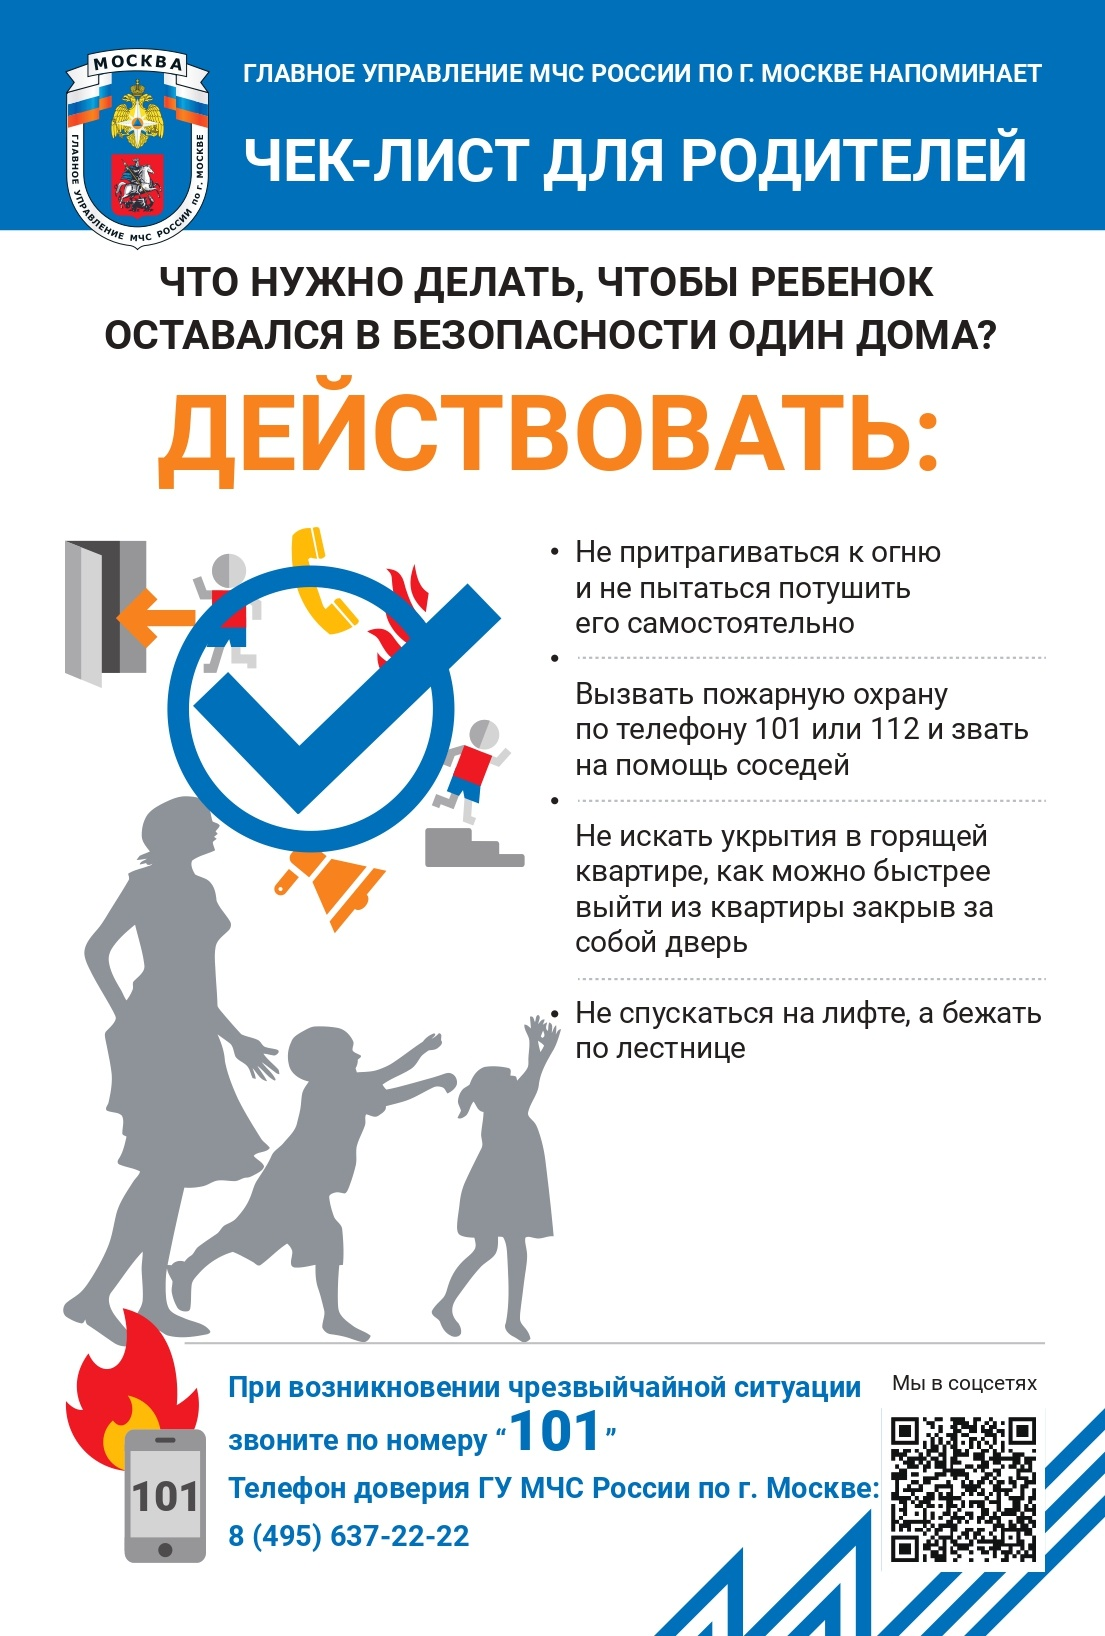 МОСКВА
ГЛАВНОЕ УПРАВЛЕНИЕ МЧС РОССИИ по г. МОСКВЕ
ГЛАВНОЕ УПРАВЛЕНИЕ МЧС РОССИИ ПО Г. МОСКВЕ НАПОМИНАЕТ
ЧЕК-ЛИСТ ДЛЯ РОДИТЕЛЕЙ
ЧТО НУЖНО ДЕЛАТЬ, ЧТОБЫ РЕБЕНОК
ОСТАВАЛСЯ В БЕЗОПАСНОСТИ ОДИН ДОМА?
ДЕЙСТВОВАТЬ:
• Не притрагиваться к огню
и не пытаться потушить
его самостоятельно
•
Вызвать пожарную охрану
по телефону 101 или 112 и звать
на помощь соседей
•
Не искать укрытия в горящей
квартире, как можно быстрее
выйти из квартиры закрыв за
собой дверь
• Не спускаться на лифте, а бежать
по лестнице
При возникновении чрезвыйчайной ситуации
звоните по номеру “101”
Телефон доверия ГУ МЧС России по г. Москве:
8 (495) 637-22-22
101
Мы в соцсетях